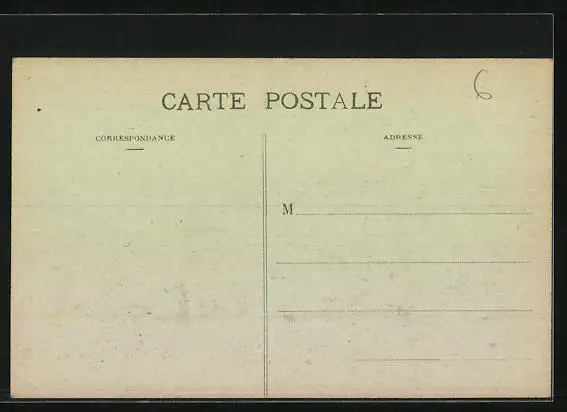 6
CARTE POSTALE
CORRESPONDANCE
ADRESSE
M